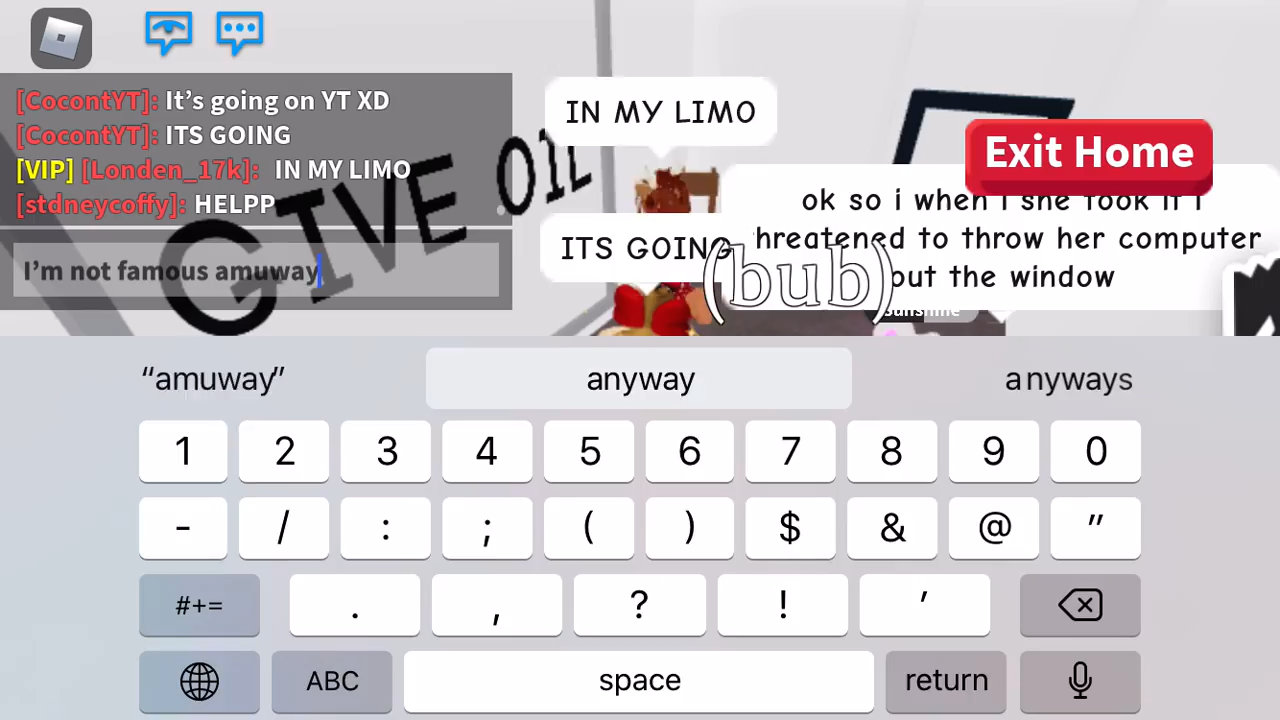 [CocontYT]: It’s going on YT XD
[CocontYT]: ITS GOING
[VIP] [Londen_17k]: IN MY LIMO
[stdneycoffy]: HELPP
I’m not famous amuway
GIVE OIL
IN MY LIMO
ITS GOING
(bub)
Exit Home
ok so i when i she took it i
threatened to throw her computer
out the window
Sunshine
“amuway” anyway anyways
1 2 3 4 5 6 7 8 9 0
- / : ; ( ) $ & @ "
#+= . , ? ! '
ABC space return